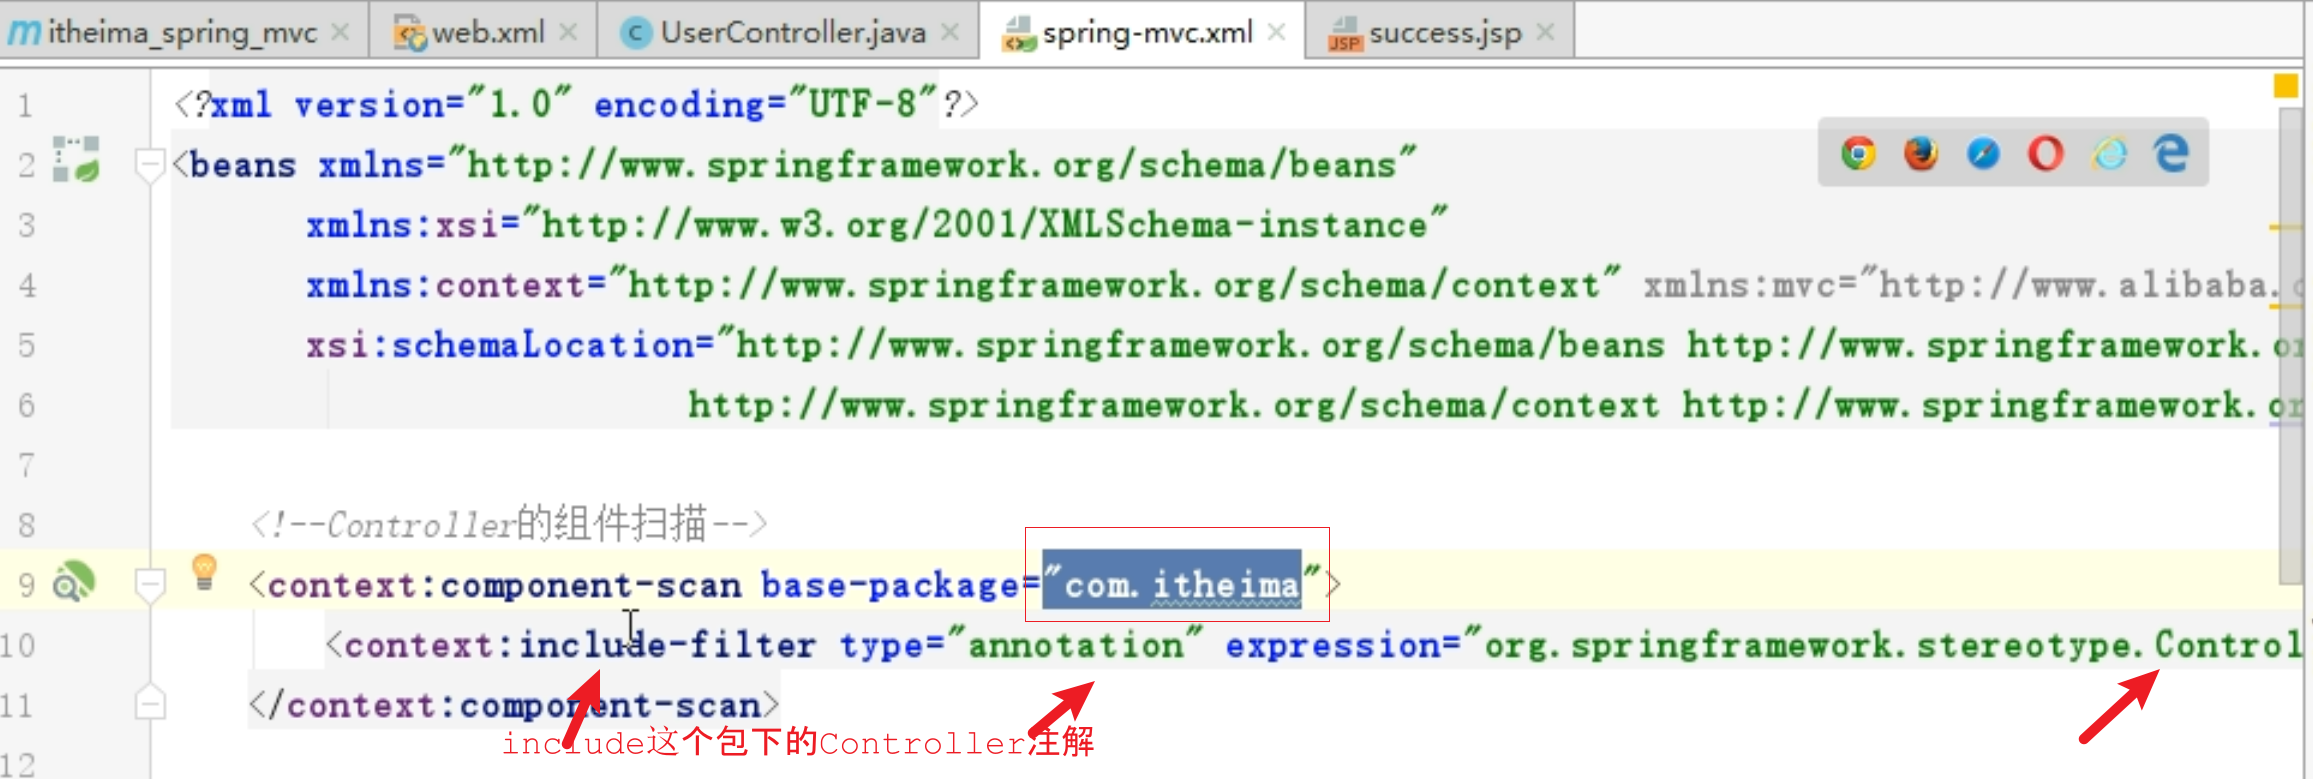 itheima_spring_mvc web.xml UserController.java spring-mvc.xml success.jsp
1 <?xml version="1.0" encoding="UTF-8"?>
2 <beans xmlns="http://www.springframework.org/schema/beans"
3 xmlns:xsi="http://www.w3.org/2001/XMLSchema-instance"
4 xmlns:context="http://www.springframework.org/schema/context" xmlns:mvc="http://www.alibaba.
5 xsi:schemaLocation="http://www.springframework.org/schema/beans http://www.springframework.or
6 http://www.springframework.org/schema/context http://www.springframework.or
7
8 <!--Controller的组件扫描-->
9 <context:component-scan base-package="com.itheima">
10 <context:include-filter type="annotation" expression="org.springframework.stereotype.Control
11 </context:component-scan>
include这个包下的Controller注解
12